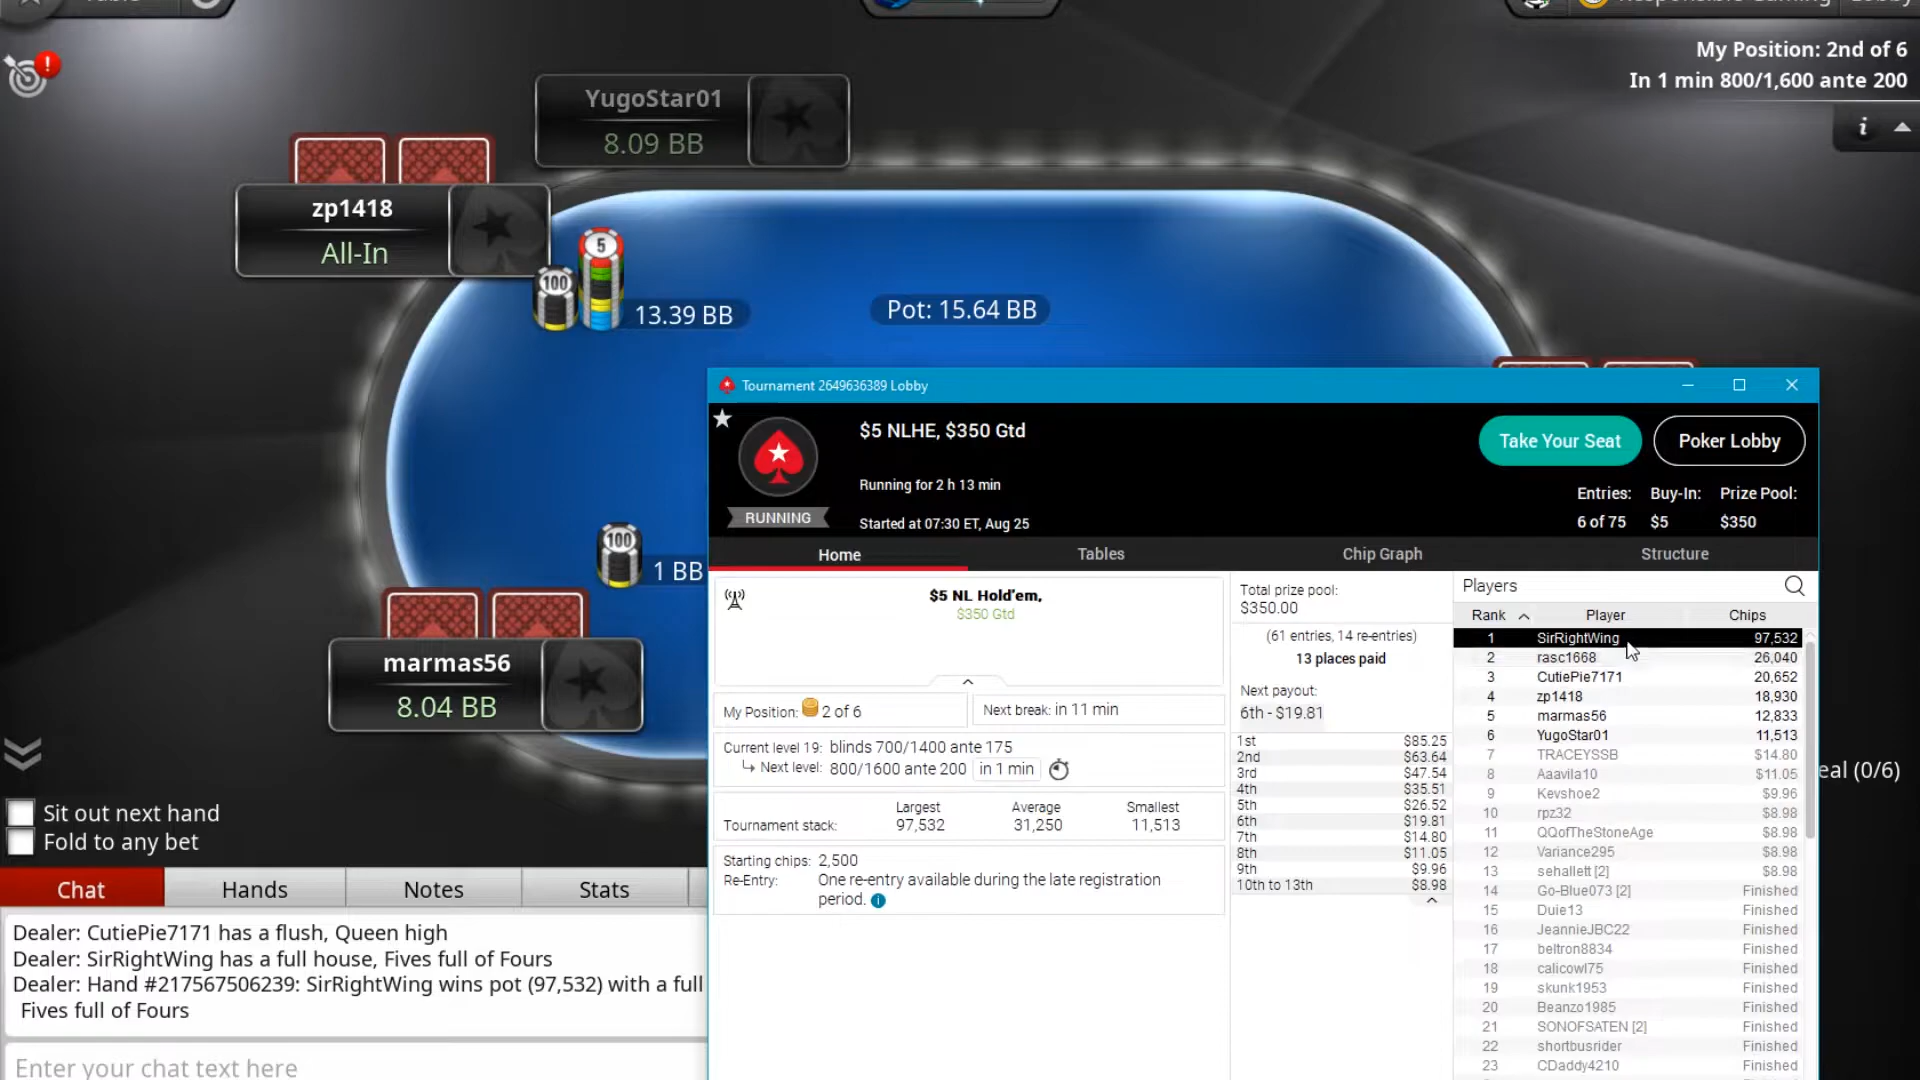 My Position: 2nd of 6
In 1 min 800/1,600 ante 200
YugoStar01
8.09 BB
zp1418
All-In
5
100
13.39 BB
Pot: 15.64 BB
100
1 BB
marmas56
8.04 BB
Sit out next hand
Fold to any bet
eal (0/6)
Chat
Hands
Notes
Stats
Dealer: CutiePie7171 has a flush, Queen high
Dealer: SirRightWing has a full house, Fives full of Fours
Dealer: Hand #217567506239: SirRightWing wins pot (97,532) with a full
Fives full of Fours
Enter your chat text here
Tournament 2649636389 Lobby
$5 NLHE, $350 Gtd
Take Your Seat
Poker Lobby
Running for 2 h 13 min
RUNNING
Started at 07:30 ET, Aug 25
Entries: Buy-In: Prize Pool:
6 of 75 $5 $350
Home
Tables
Chip Graph
Structure
$5 NL Hold'em,
$350 Gtd
My Position: 2 of 6
Next break: in 11 min
Current level 19: blinds 700/1400 ante 175
Next level: 800/1600 ante 200 in 1 min
Largest Average Smallest
Tournament stack: 97,532 31,250 11,513
Starting chips: 2,500
Re-Entry: One re-entry available during the late registration
period.
Total prize pool:
$350.00
(61 entries, 14 re-entries)
13 places paid
Next payout:
6th - $19.81
1st $85.25
2nd $63.64
3rd $47.54
4th $35.51
5th $26.52
6th $19.81
7th $14.80
8th $11.05
9th $9.96
10th to 13th $8.98
Players
Rank Player Chips
1 SirRightWing 97,532
2 rasc1668 26,040
3 CutiePie7171 20,652
4 zp1418 18,930
5 marmas56 12,833
6 YugoStar01 11,513
7 TRACEYSSB $14.80
8 Aaavila10 $11.05
9 Kevshoe2 $9.96
10 rpz32 $8.98
11 QQofTheStoneAge $8.98
12 Variance295 $8.98
13 sehallett [2] $8.98
14 Go-Blue073 [2] Finished
15 Duie13 Finished
16 JeannieJBC22 Finished
17 beltron8834 Finished
18 calicowl75 Finished
19 skunk1953 Finished
20 Beanzo1985 Finished
21 SONOFSATEN [2] Finished
22 shortbusrider Finished
23 CDaddy4210 Finished